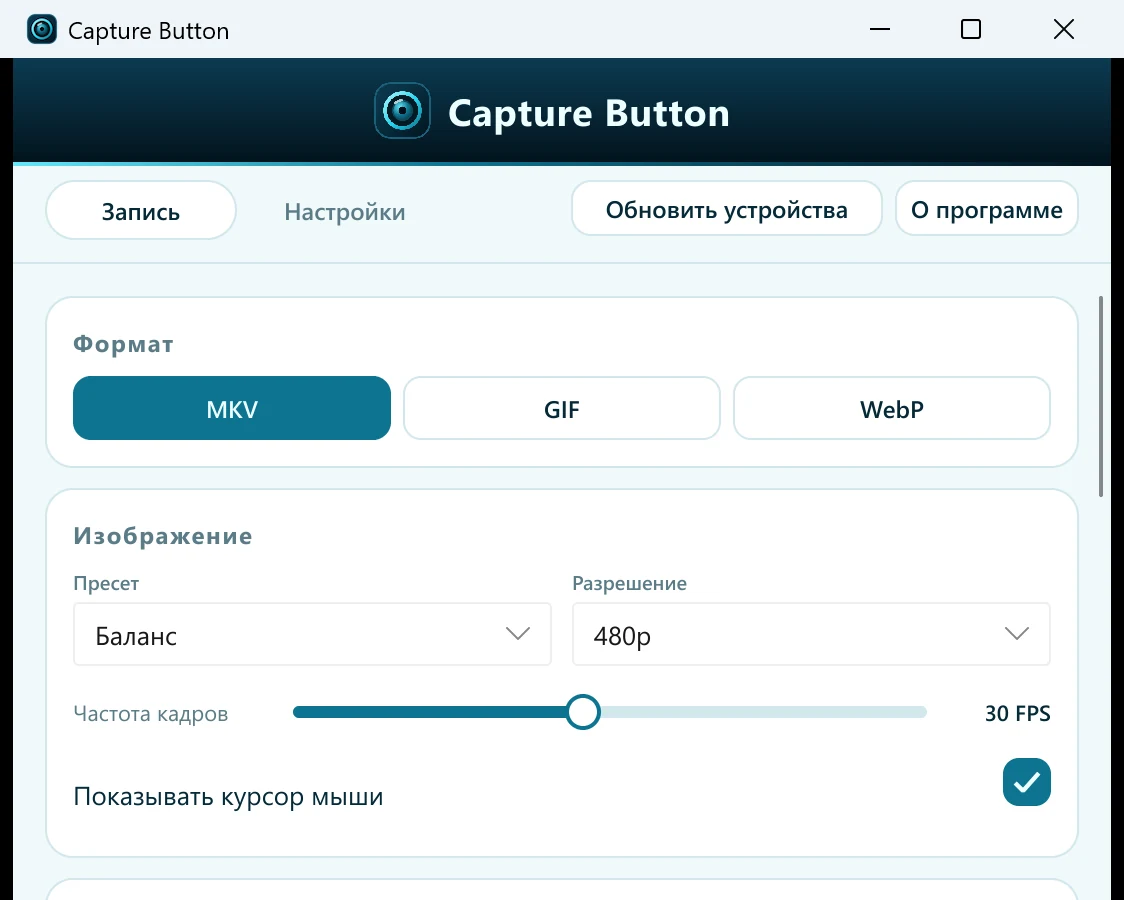 Capture Button
Capture Button
Запись
Настройки
Обновить устройства
О программе
Формат
MKV
GIF
WebP
Изображение
Пресет
Разрешение
Баланс
480p
Частота кадров
30 FPS
Показывать курсор мыши